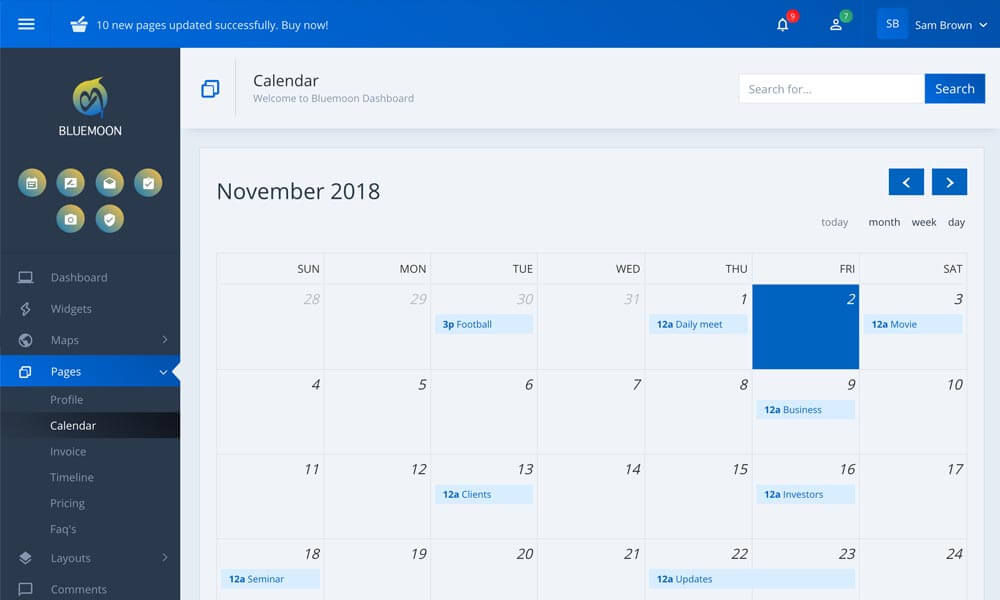 10 new pages updated successfully. Buy now!
9
7
SB
Sam Brown
BLUEMOON
Calendar
Welcome to Bluemoon Dashboard
Search for...
Search
Dashboard
Widgets
Maps
Pages
Profile
Calendar
Invoice
Timeline
Pricing
Faq's
Layouts
Comments
November 2018
today month week day
SUN MON TUE WED THU FRI SAT
28 29 30 31 1 2 3
3p Football 12a Daily meet 12a Movie
4 5 6 7 8 9 10
12a Business
11 12 13 14 15 16 17
12a Clients 12a Investors
18 19 20 21 22 23 24
12a Seminar 12a Updates